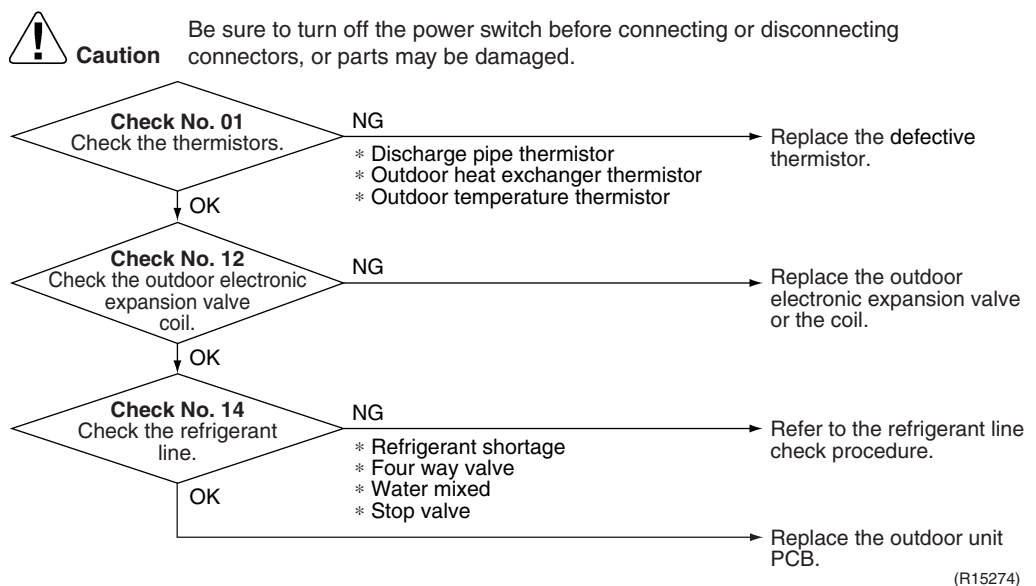 Be sure to turn off the power switch before connecting or disconnecting
Caution connectors, or parts may be damaged.
Check No. 01
Check the thermistors.
NG
∗ Discharge pipe thermistor
∗ Outdoor heat exchanger thermistor
∗ Outdoor temperature thermistor
Replace the defective
thermistor.
OK
Check No. 12
Check the outdoor electronic
expansion valve
coil.
NG
Replace the outdoor
electronic expansion valve
or the coil.
OK
Check No. 14
Check the refrigerant
line.
NG
∗ Refrigerant shortage
∗ Four way valve
∗ Water mixed
∗ Stop valve
Refer to the refrigerant line
check procedure.
OK
Replace the outdoor unit
PCB.
(R15274)